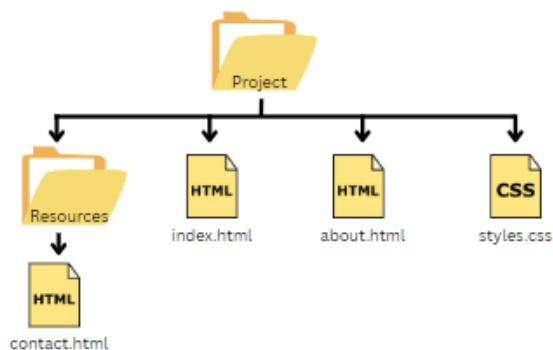 Project
Resources
HTML
index.html
HTML
about.html
CSS
styles.css
HTML
contact.html